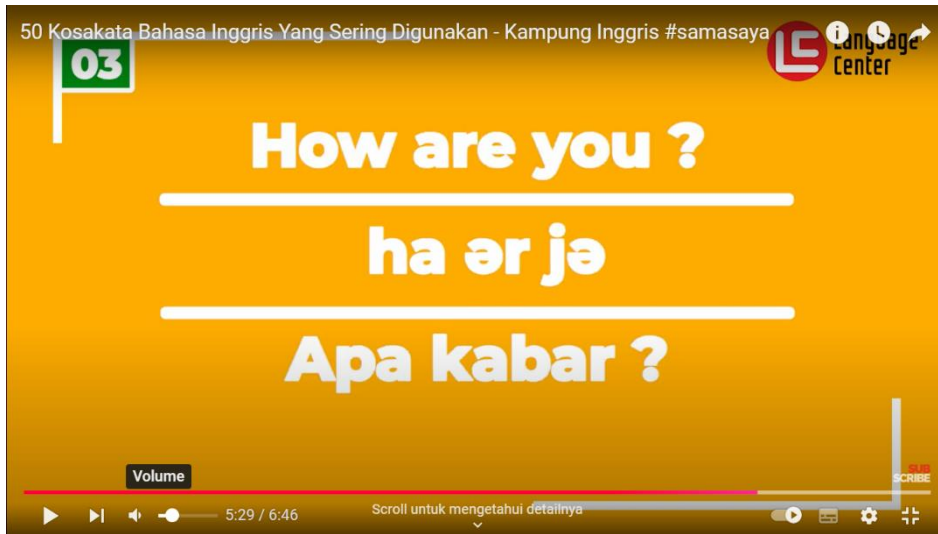 50 Kosakata Bahasa Inggris Yang Sering Digunakan - Kampung Inggris #samasaya
LC Language
Center
03
How are you ?
ha ər jə
Apa kabar ?
Volume
SUB
SCRIBE
5:29 / 6:46
Scroll untuk mengetahui detailnya